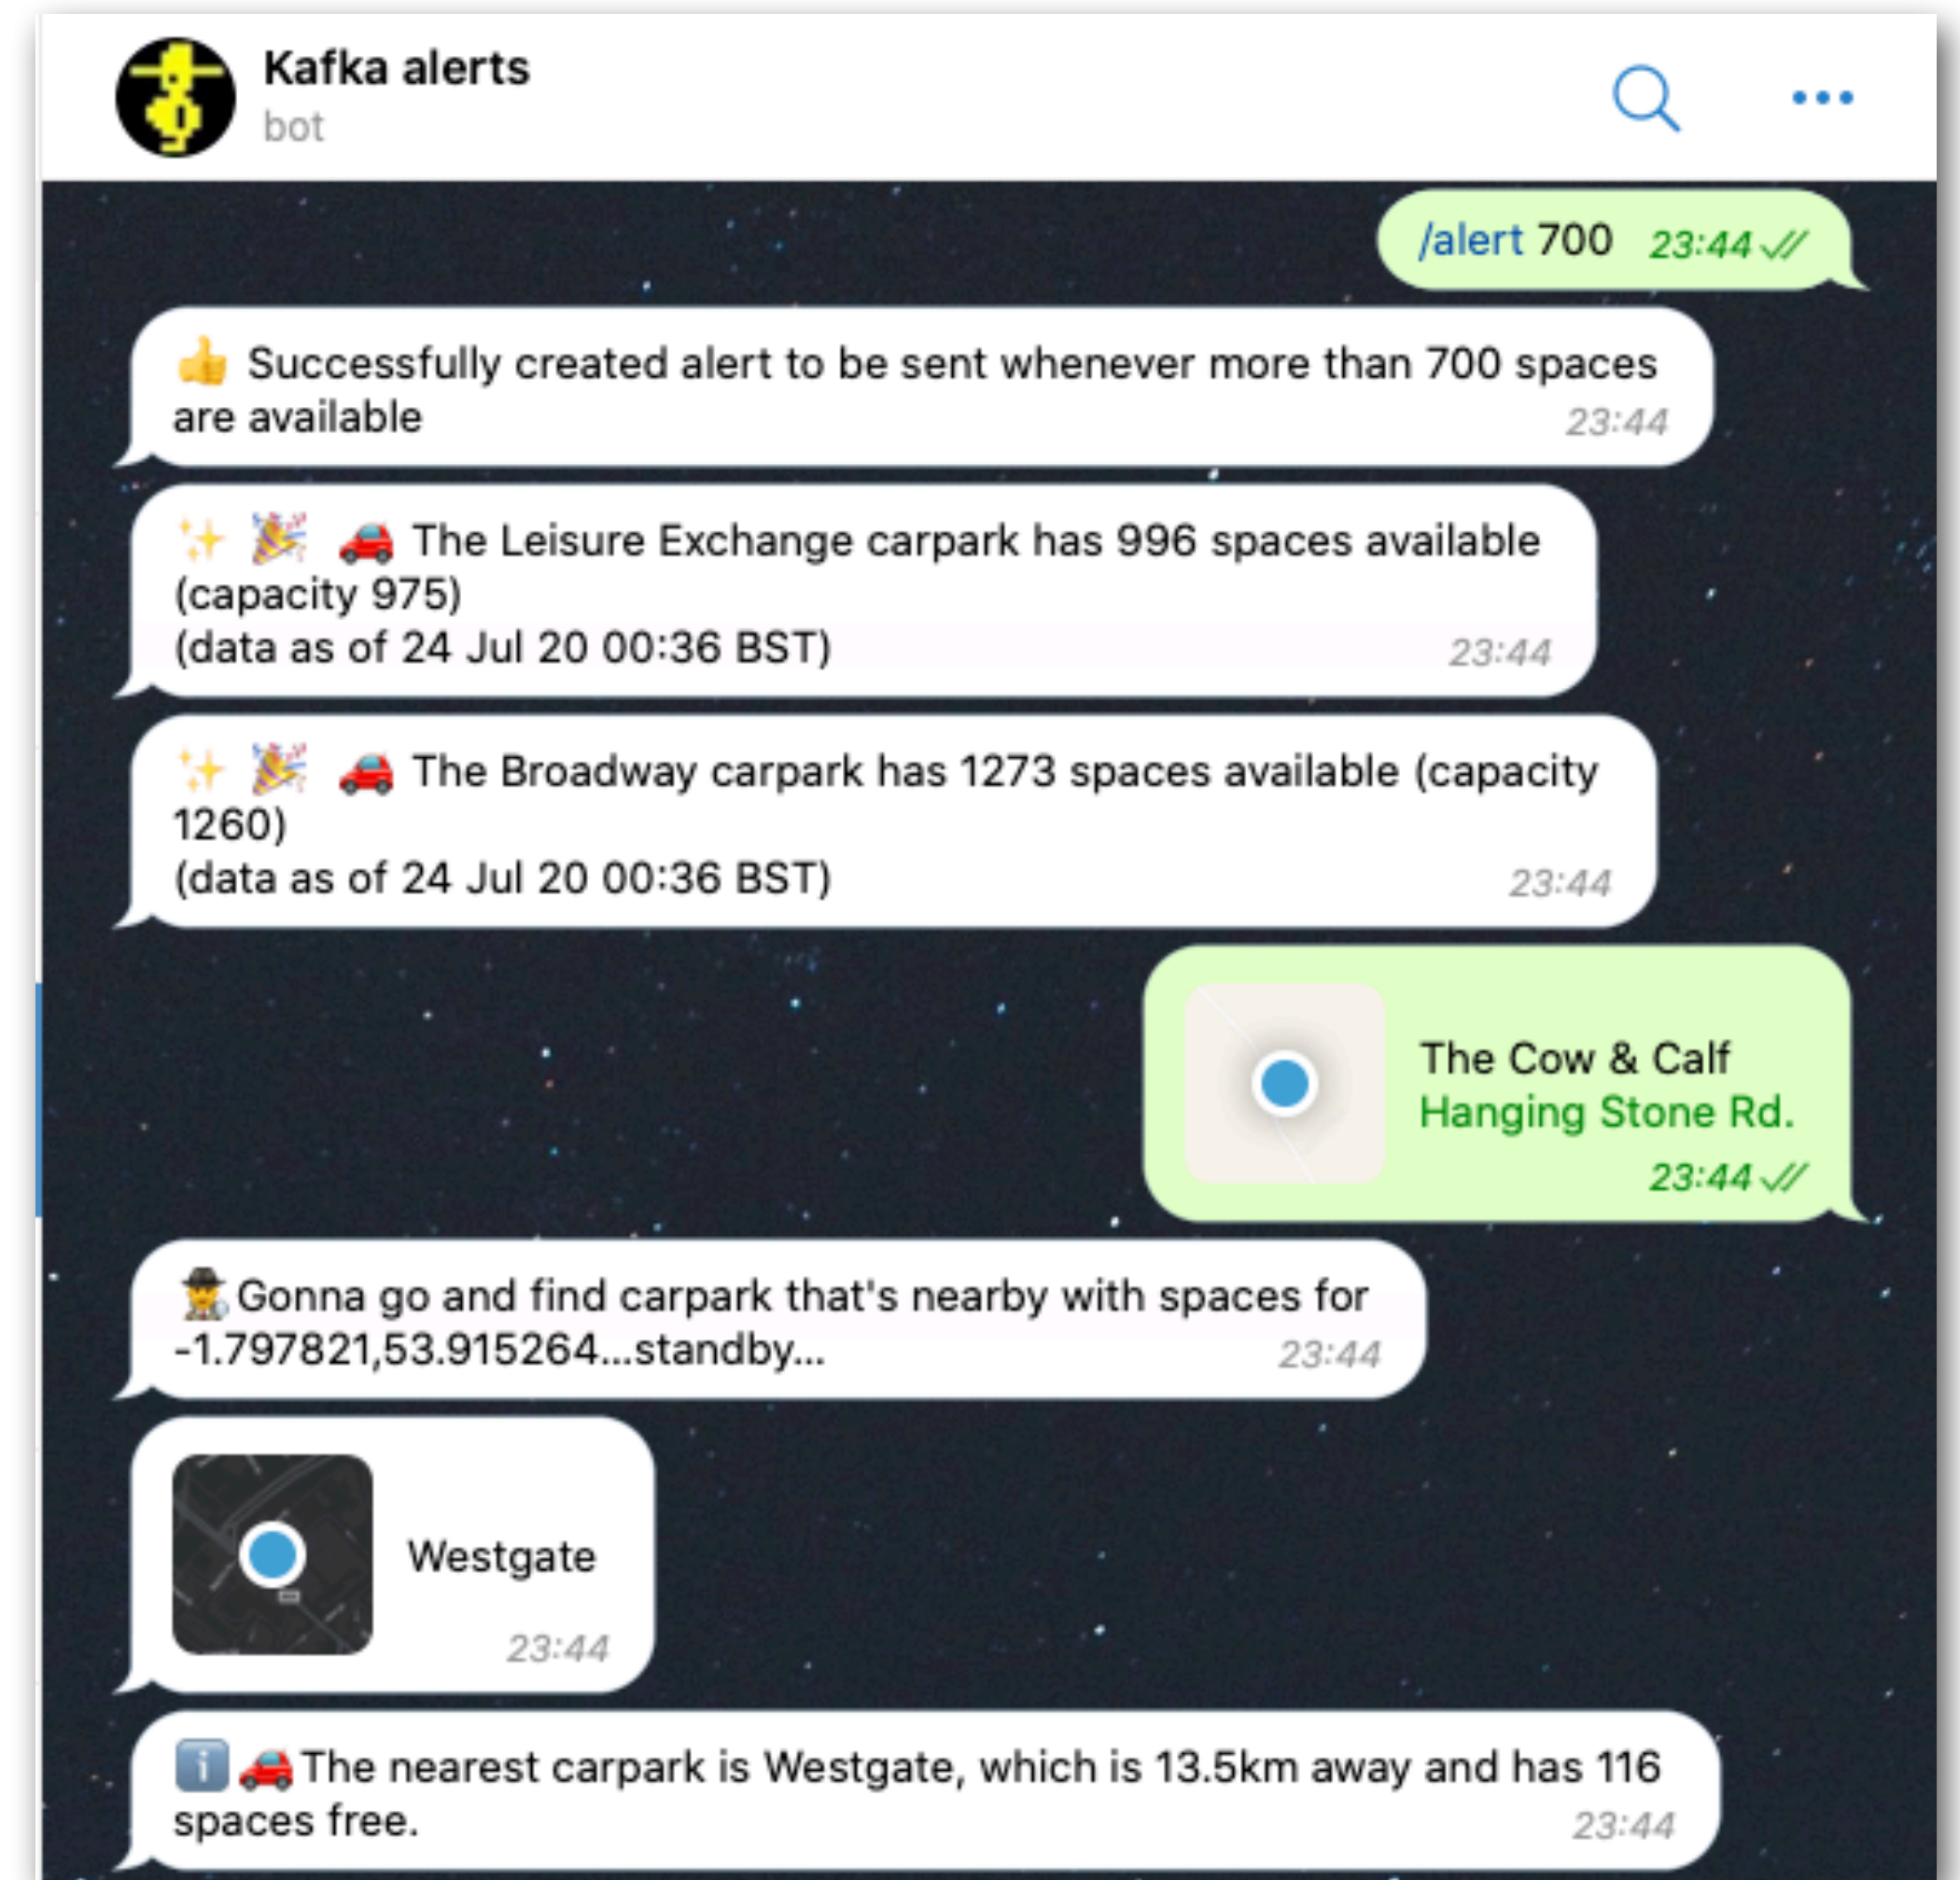 Kafka alerts
bot
/alert 700 23:44
👍 Successfully created alert to be sent whenever more than 700 spaces
are available 23:44
✨ 🎉 🚗 The Leisure Exchange carpark has 996 spaces available
(capacity 975)
(data as of 24 Jul 20 00:36 BST) 23:44
✨ 🎉 🚗 The Broadway carpark has 1273 spaces available (capacity
1260)
(data as of 24 Jul 20 00:36 BST) 23:44
The Cow & Calf
Hanging Stone Rd.
23:44
🕵️Gonna go and find carpark that's nearby with spaces for
-1.797821,53.915264...standby... 23:44
Westgate
23:44
ℹ️🚗The nearest carpark is Westgate, which is 13.5km away and has 116
spaces free. 23:44